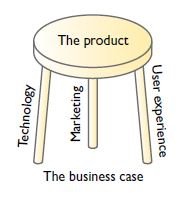 The product
Technology
Marketing
User experience
The business case